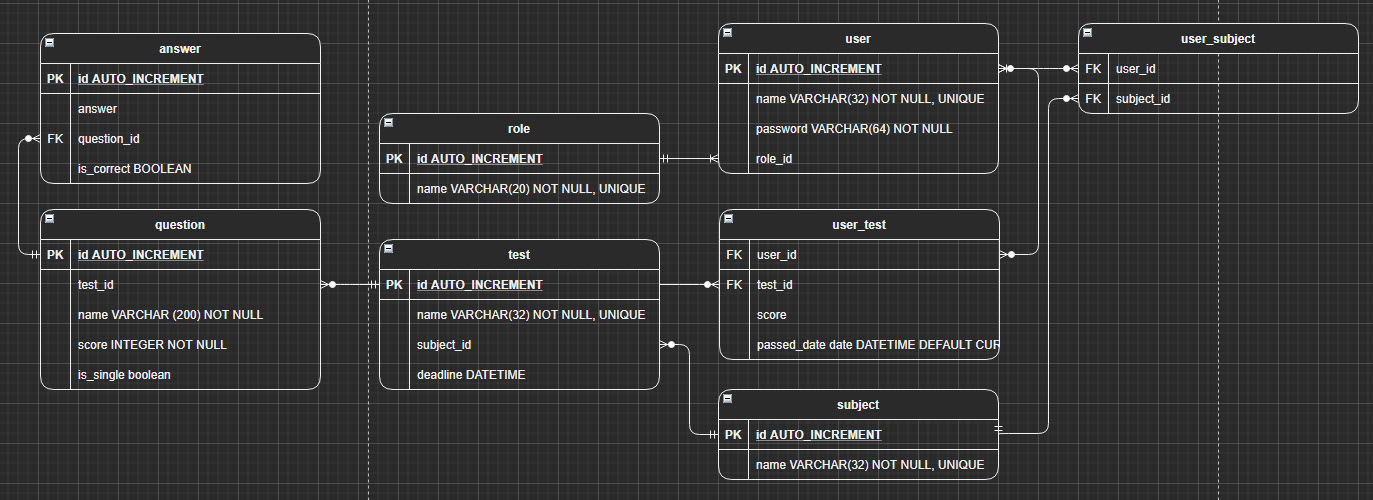 answer
PK id AUTO_INCREMENT
answer
FK question_id
is_correct BOOLEAN
question
PK id AUTO_INCREMENT
test_id
name VARCHAR (200) NOT NULL
score INTEGER NOT NULL
is_single boolean
role
PK id AUTO_INCREMENT
name VARCHAR(20) NOT NULL, UNIQUE
test
PK id AUTO_INCREMENT
name VARCHAR(32) NOT NULL, UNIQUE
subject_id
deadline DATETIME
user
PK id AUTO_INCREMENT
name VARCHAR(32) NOT NULL, UNIQUE
password VARCHAR(64) NOT NULL
role_id
user_test
FK user_id
FK test_id
score
passed_date date DATETIME DEFAULT CUR
subject
PK id AUTO_INCREMENT
name VARCHAR(32) NOT NULL, UNIQUE
user_subject
FK user_id
FK subject_id